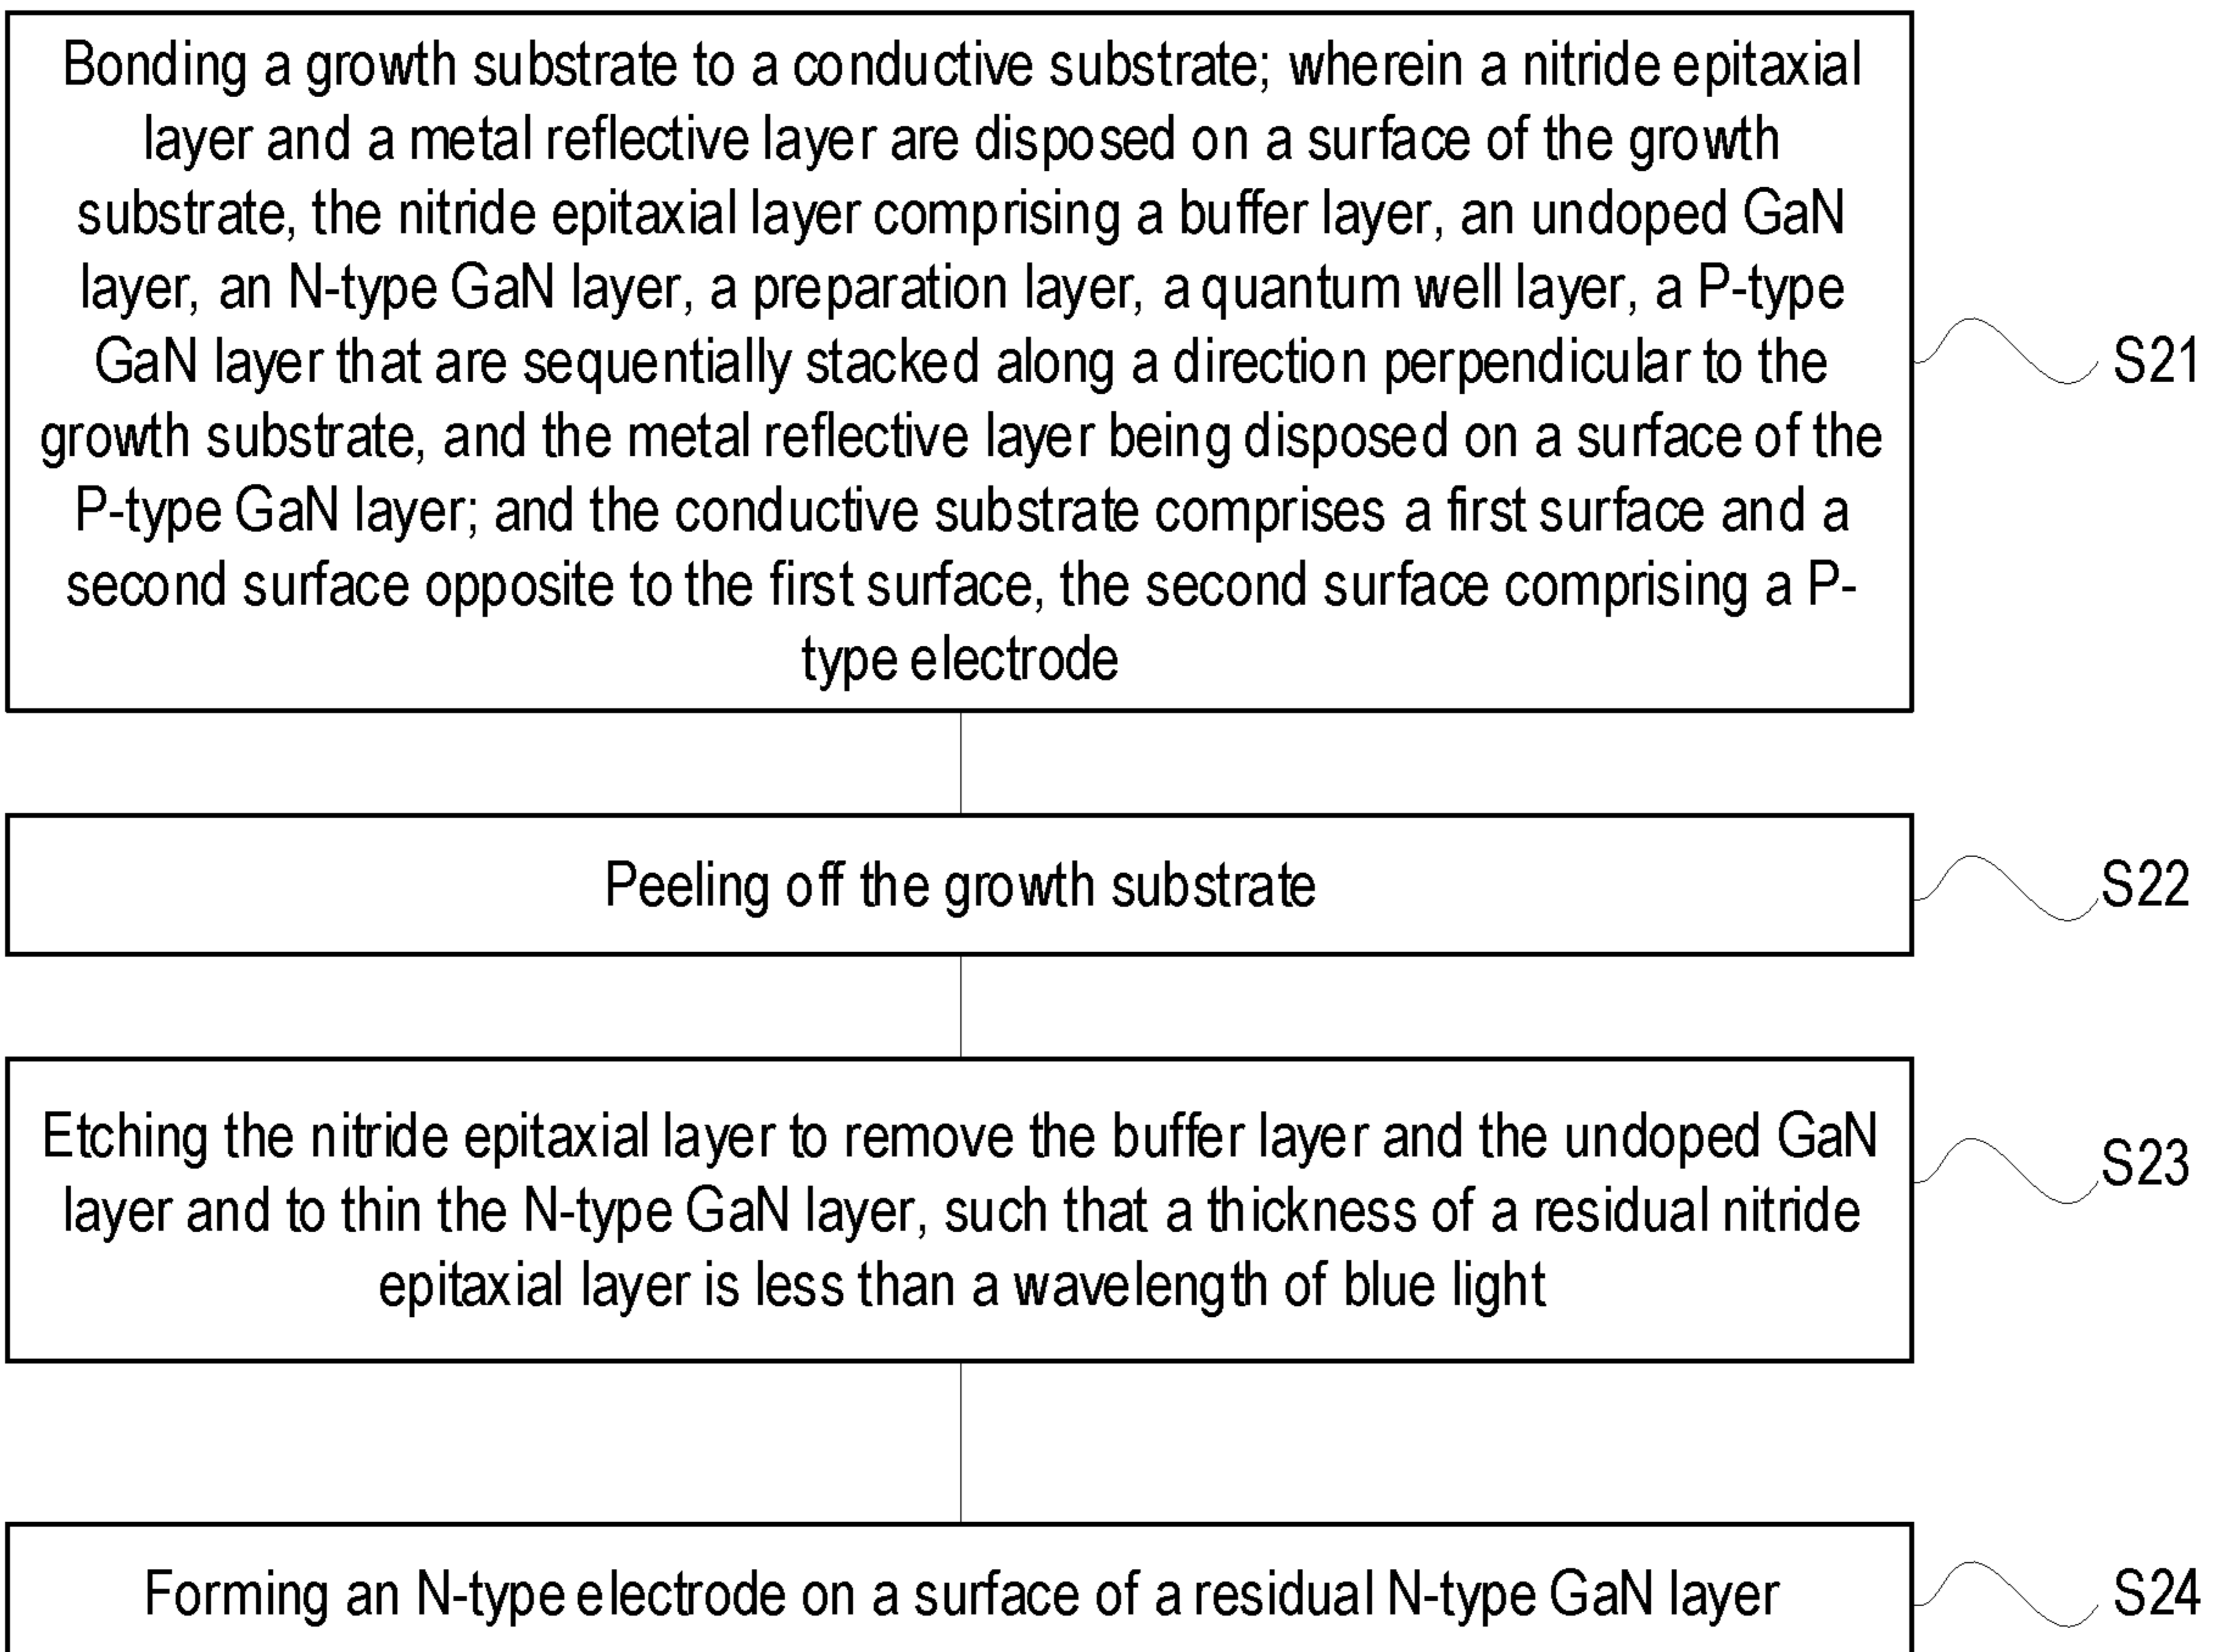 Bonding a growth substrate to a conductive substrate; wherein a nitride epitaxial
layer and a metal reflective layer are disposed on a surface of the growth
substrate, the nitride epitaxial layer comprising a buffer layer, an undoped GaN
layer, an N-type GaN layer, a preparation layer, a quantum well layer, a P-type
GaN layer that are sequentially stacked along a direction perpendicular to the
growth substrate, and the metal reflective layer being disposed on a surface of the
P-type GaN layer; and the conductive substrate comprises a first surface and a
second surface opposite to the first surface, the second surface comprising a P-
type electrode
S21
Peeling off the growth substrate
S22
Etching the nitride epitaxial layer to remove the buffer layer and the undoped GaN
layer and to thin the N-type GaN layer, such that a thickness of a residual nitride
epitaxial layer is less than a wavelength of blue light
S23
Forming an N-type electrode on a surface of a residual N-type GaN layer
S24